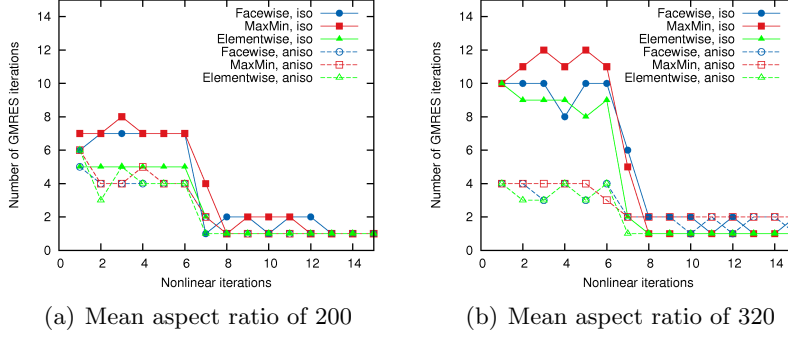 14
12
10
8
6
4
2
0
Number of GMRES iterations
Facewise, iso
MaxMin, iso
Elementwise, iso
Facewise, aniso
MaxMin, aniso
Elementwise, aniso
0 2 4 6 8 10 12 14
Nonlinear iterations
(a) Mean aspect ratio of 200
14
12
10
8
6
4
2
0
Number of GMRES iterations
Facewise, iso
MaxMin, iso
Elementwise, iso
Facewise, aniso
MaxMin, aniso
Elementwise, aniso
0 2 4 6 8 10 12 14
Nonlinear iterations
(b) Mean aspect ratio of 320